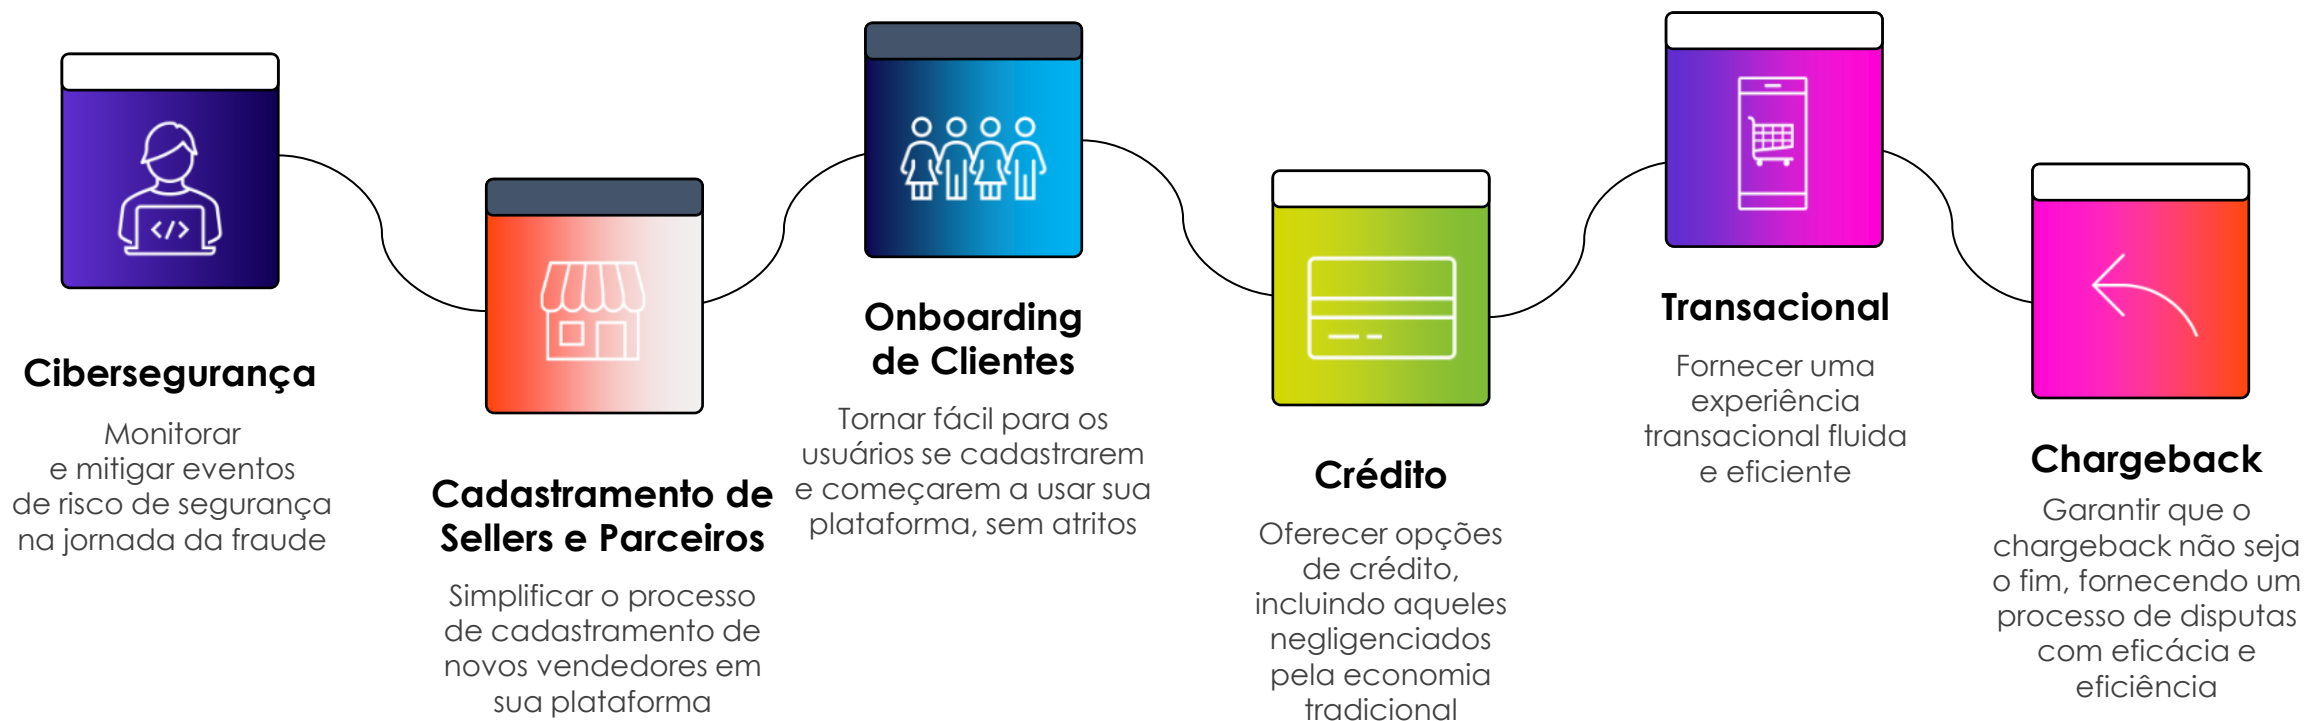 Cibersegurança
Monitorar
e mitigar eventos
de risco de segurança
na jornada da fraude
Cadastramento de
Sellers e Parceiros
Simplificar o processo
de cadastramento de
novos vendedores em
sua plataforma
Onboarding
de Clientes
Tornar fácil para os
usuários se cadastrarem
e começarem a usar sua
plataforma, sem atritos
Crédito
Oferecer opções
de crédito,
incluindo aqueles
negligenciados
pela economia
tradicional
Transacional
Fornecer uma
experiência
transacional fluida
e eficiente
Chargeback
Garantir que o
chargeback não seja
o fim, fornecendo um
processo de disputas
com eficácia e
eficiência